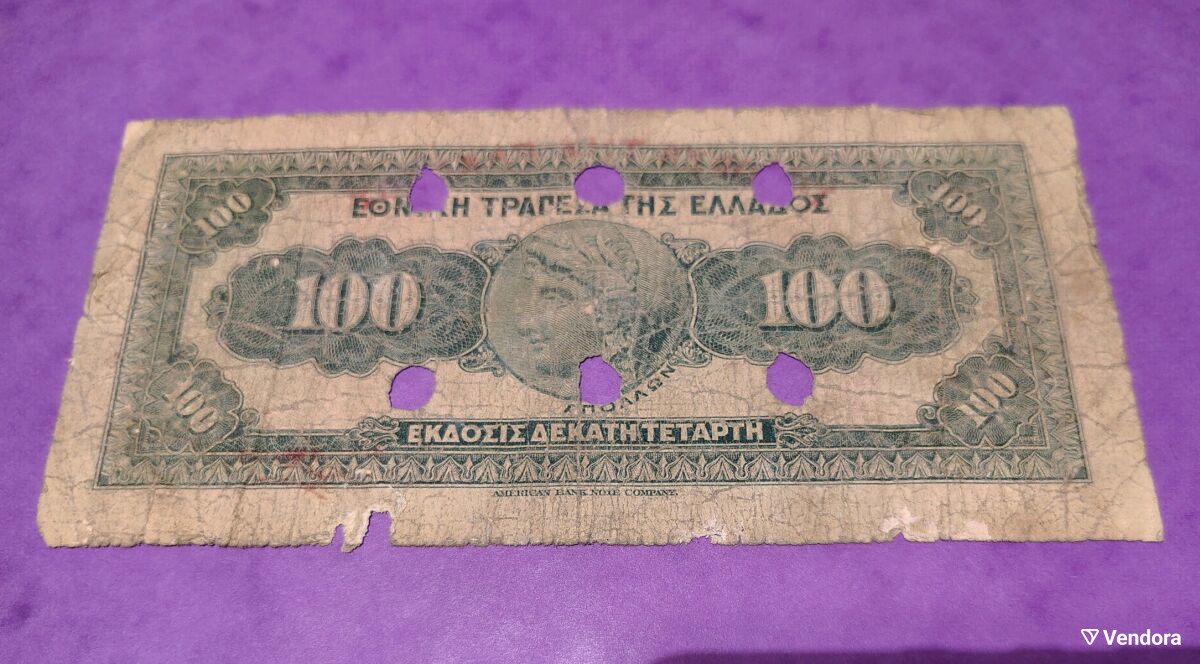 100 100
ΕΘΝΙΚΗ ΤΡΑΠΕΖΑ ΤΗΣ ΕΛΛΑΔΟΣ
100 100
ΑΠΟΛΛΩΝ
100 100
ΕΚΔΟΣΙΣ ΔΕΚΑΤΗ ΤΕΤΑΡΤΗ
AMERICAN BANK NOTE COMPANY.
Vendora